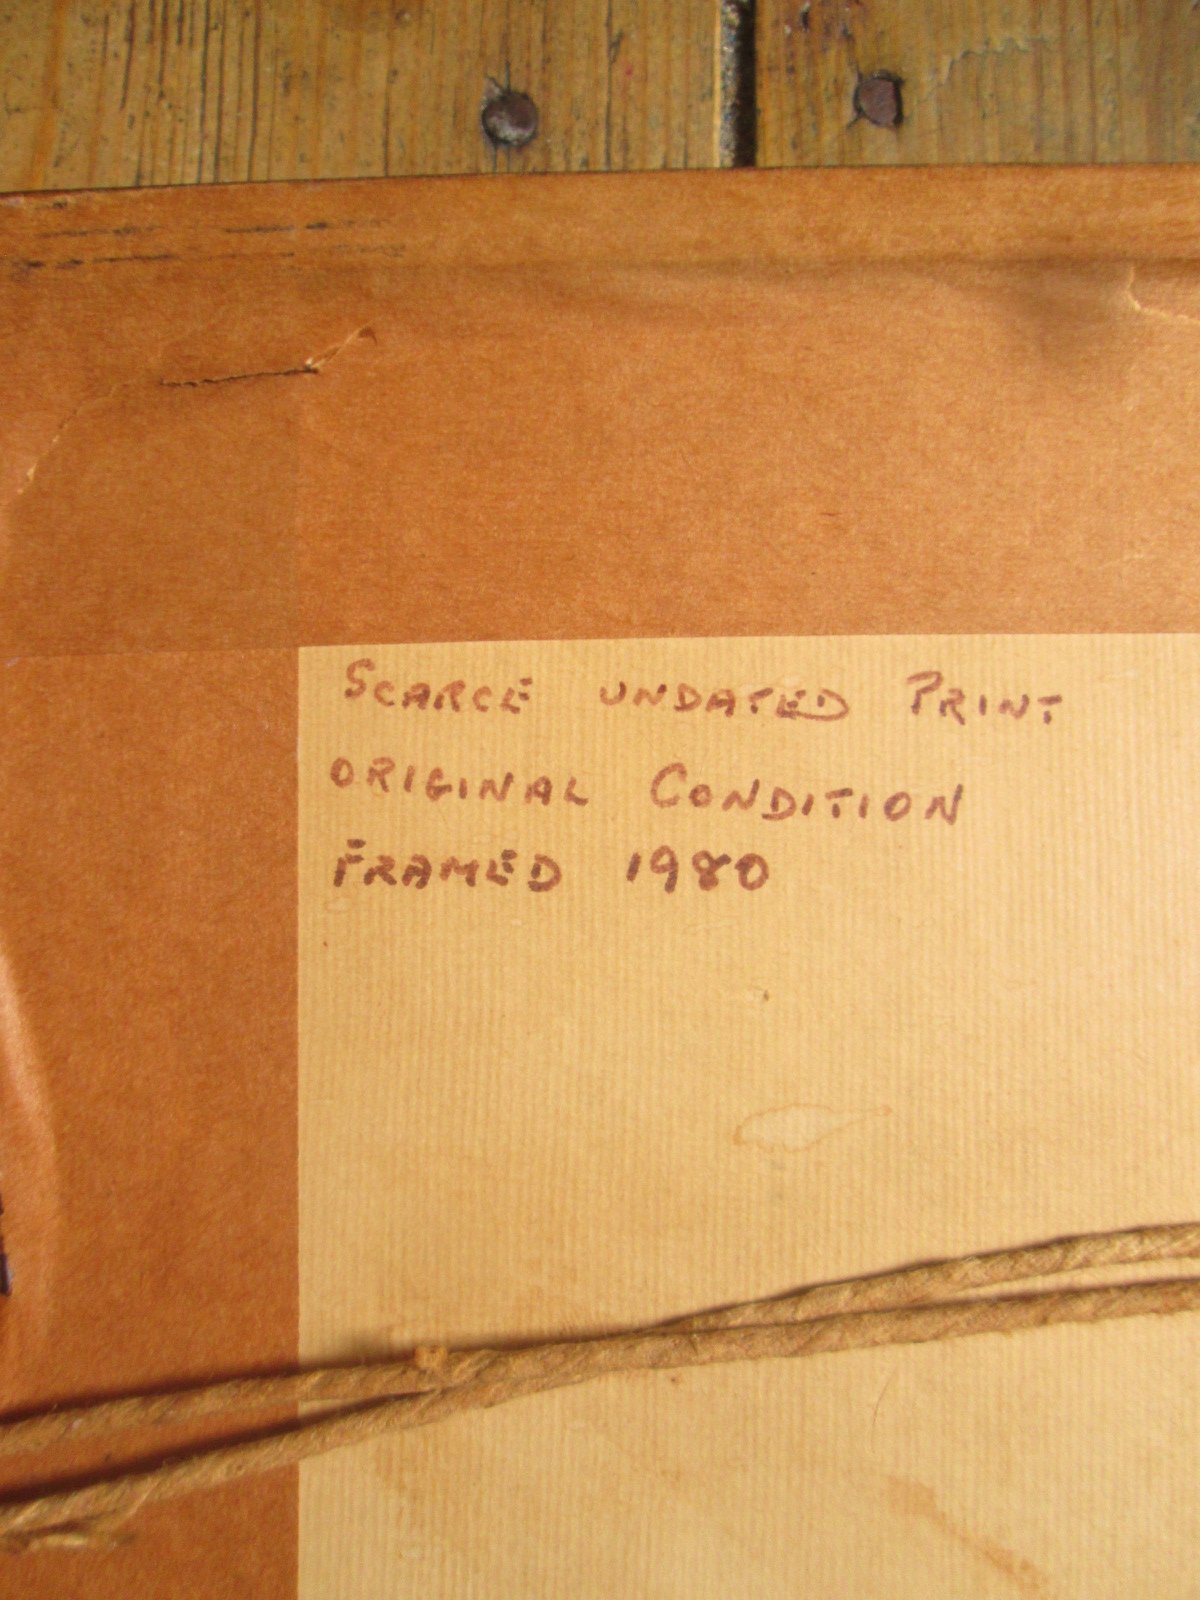 SCARCE UNDATED PRINT
ORIGINAL CONDITION
FRAMED 1980